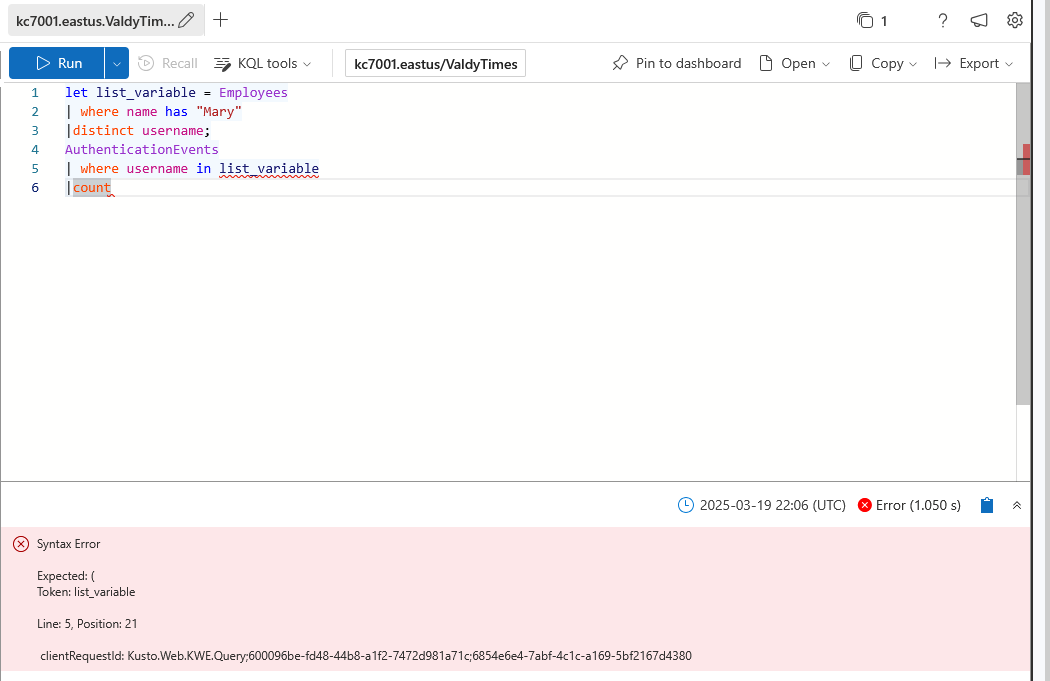 kc7001.eastus.ValdyTim...
1
Run
Recall
KQL tools
kc7001.eastus/ValdyTimes
Pin to dashboard
Open
Copy
Export
1 let list_variable = Employees
2 | where name has "Mary"
3 |distinct username;
4 AuthenticationEvents
5 | where username in list_variable
6 |count
2025-03-19 22:06 (UTC)
Error (1.050 s)
Syntax Error
Expected: (
Token: list_variable
Line: 5, Position: 21
clientRequestId: Kusto.Web.KWE.Query;600096be-fd48-44b8-a1f2-7472d981a71c;6854e6e4-7abf-4c1c-a169-5bf2167d4380